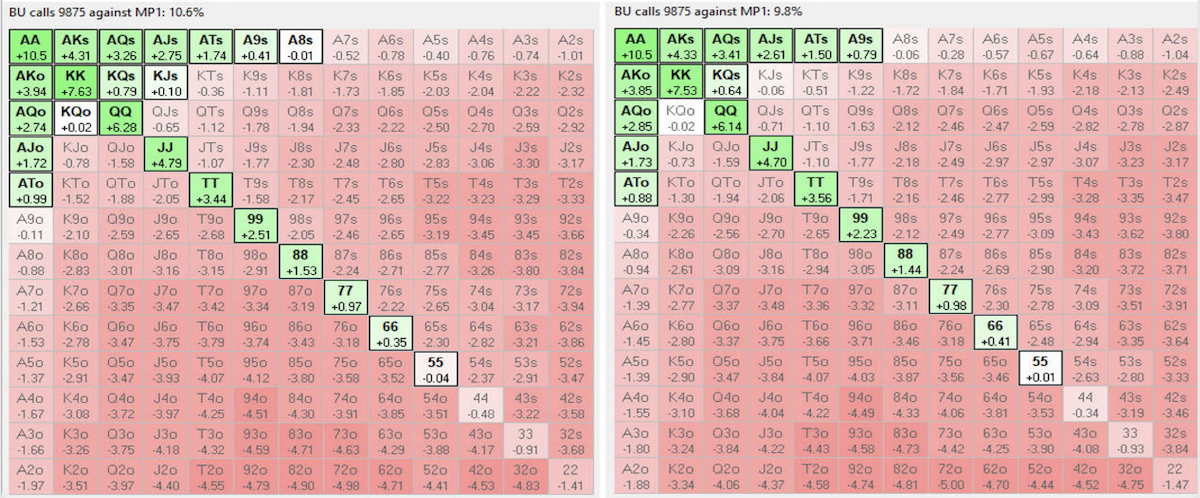 BU calls 9875 against MP1: 10.6%
AA AKs AQs AJs ATs A9s A8s A7s A6s A5s A4s A3s A2s
+10.5 +4.31 +3.26 +2.75 +1.74 +0.41 -0.01 -0.52 -0.78 -0.40 -0.76 -0.74 -1.01
AKo KK KQs KJs KTs K9s K8s K7s K6s K5s K4s K3s K2s
+3.94 +7.63 +0.79 +0.10 -0.36 -1.11 -1.81 -1.73 -1.85 -2.03 -2.04 -2.22 -2.32
AQo KQo QQ QJs QTs Q9s Q8s Q7s Q6s Q5s Q4s Q3s Q2s
+2.74 +0.02 +6.28 -0.65 -1.12 -1.78 -1.94 -2.33 -2.22 -2.50 -2.70 -2.59 -2.92
AJo KJo QJo JJ JTs J9s J8s J7s J6s J5s J4s J3s J2s
+1.72 -0.78 -1.58 +4.79 -1.07 -1.77 -2.30 -2.48 -2.80 -2.83 -3.06 -3.30 -3.17
ATo KTo QTo JTo TT T9s T8s T7s T6s T5s T4s T3s T2s
+0.99 -1.52 -1.88 -2.05 +3.44 -1.58 -2.17 -2.45 -2.65 -3.22 -3.23 -3.29 -3.33
A9o K9o Q9o J9o T9o 99 98s 97s 96s 95s 94s 93s 92s
-0.11 -2.10 -2.59 -2.65 -2.68 +2.51 -2.05 -2.46 -2.65 -3.19 -3.45 -3.45 -3.66
A8o K8o Q8o J8o T8o 98o 88 87s 86s 85s 84s 83s 82s
-0.88 -2.83 -3.01 -3.16 -3.15 -2.91 +1.53 -2.24 -2.71 -2.77 -3.26 -3.80 -3.84
A7o K7o Q7o J7o T7o 97o 87o 77 76s 75s 74s 73s 72s
-1.21 -2.66 -3.35 -3.47 -3.42 -3.34 -3.19 +0.97 -2.22 -2.65 -3.04 -3.17 -3.94
A6o K6o Q6o J6o T6o 96o 86o 76o 66 65s 64s 63s 62s
-1.53 -2.78 -3.47 -3.75 -3.79 -3.74 -3.43 -3.18 +0.35 -2.30 -2.82 -3.21 -3.86
A5o K5o Q5o J5o T5o 95o 85o 75o 65o 55 54s 53s 52s
-1.37 -2.91 -3.47 -3.93 -4.07 -4.12 -3.80 -3.58 -3.52 -0.04 -2.37 -2.91 -3.47
A4o K4o Q4o J4o T4o 94o 84o 74o 64o 54o 44 43s 42s
-1.67 -3.08 -3.72 -3.97 -4.25 -4.51 -4.30 -3.91 -3.85 -3.51 -0.48 -3.22 -3.58
A3o K3o Q3o J3o T3o 93o 83o 73o 63o 53o 43o 33 32s
-1.66 -3.26 -3.75 -4.18 -4.32 -4.59 -4.71 -4.63 -4.29 -3.88 -4.17 -0.91 -3.68
A2o K2o Q2o J2o T2o 92o 82o 72o 62o 52o 42o 32o 22
-1.97 -3.51 -3.97 -4.40 -4.55 -4.79 -4.90 -4.98 -4.71 -4.41 -4.53 -4.83 -1.41
BU calls 9875 against MP1: 9.8%
AA AKs AQs AJs ATs A9s A8s A7s A6s A5s A4s A3s A2s
+10.5 +4.33 +3.41 +2.61 +1.50 +0.79 -0.06 -0.28 -0.57 -0.67 -0.64 -0.88 -1.04
AKo KK KQs KJs KTs K9s K8s K7s K6s K5s K4s K3s K2s
+3.85 +7.53 +0.64 -0.06 -0.51 -1.22 -1.72 -1.84 -1.71 -1.93 -2.18 -2.13 -2.49
AQo KQo QQ QJs QTs Q9s Q8s Q7s Q6s Q5s Q4s Q3s Q2s
+2.85 -0.02 +6.14 -0.71 -1.10 -1.63 -2.12 -2.46 -2.47 -2.59 -2.82 -2.78 -2.87
AJo KJo QJo JJ JTs J9s J8s J7s J6s J5s J4s J3s J2s
+1.73 -0.73 -1.59 +4.70 -1.10 -1.77 -2.18 -2.49 -2.97 -2.97 -3.07 -3.23 -3.17
ATo KTo QTo JTo TT T9s T8s T7s T6s T5s T4s T3s T2s
+0.88 -1.30 -1.94 -2.06 +3.56 -1.71 -2.16 -2.46 -2.77 -2.99 -3.28 -3.35 -3.47
A9o K9o Q9o J9o T9o 99 98s 97s 96s 95s 94s 93s 92s
-0.34 -2.26 -2.56 -2.70 -2.65 +2.23 -2.12 -2.49 -2.77 -3.09 -3.43 -3.62 -3.80
A8o K8o Q8o J8o T8o 98o 88 87s 86s 85s 84s 83s 82s
-0.94 -2.61 -3.09 -3.16 -2.94 -3.05 +1.44 -2.24 -2.69 -2.90 -3.20 -3.72 -3.71
A7o K7o Q7o J7o T7o 97o 87o 77 76s 75s 74s 73s 72s
-1.39 -2.77 -3.37 -3.48 -3.36 -3.32 -3.11 +0.98 -2.30 -2.78 -3.09 -3.51 -3.91
A6o K6o Q6o J6o T6o 96o 86o 76o 66 65s 64s 63s 62s
-1.45 -2.80 -3.37 -3.75 -3.66 -3.71 -3.46 -3.18 +0.41 -2.48 -2.94 -3.35 -3.64
A5o K5o Q5o J5o T5o 95o 85o 75o 65o 55 54s 53s 52s
-1.39 -2.90 -3.47 -3.84 -4.07 -4.03 -3.87 -3.56 -3.46 +0.01 -2.63 -2.80 -3.33
A4o K4o Q4o J4o T4o 94o 84o 74o 64o 54o 44 43s 42s
-1.55 -3.10 -3.68 -4.04 -4.22 -4.49 -4.33 -4.06 -3.81 -3.53 -0.34 -3.19 -3.46
A3o K3o Q3o J3o T3o 93o 83o 73o 63o 53o 43o 33 32s
-1.80 -3.24 -3.84 -4.22 -4.43 -4.58 -4.73 -4.42 -4.25 -3.90 -4.08 -0.93 -3.84
A2o K2o Q2o J2o T2o 92o 82o 72o 62o 52o 42o 32o 22
-1.88 -3.34 -4.06 -4.37 -4.58 -4.74 -4.81 -5.00 -4.70 -4.44 -4.52 -4.75 -1.47